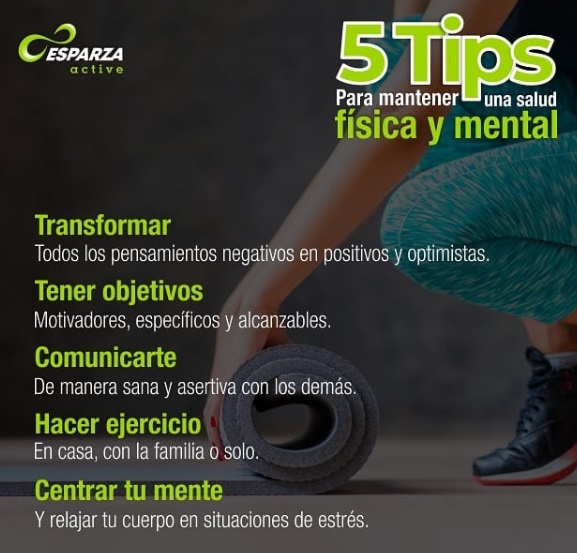 ESPARZA
active
5 Tips
Para mantener una salud
física y mental
Transformar
Todos los pensamientos negativos en positivos y optimistas.
Tener objetivos
Motivadores, específicos y alcanzables.
Comunicarte
De manera sana y asertiva con los demás.
Hacer ejercicio
En casa, con la familia o solo.
Centrar tu mente
Y relajar tu cuerpo en situaciones de estrés.